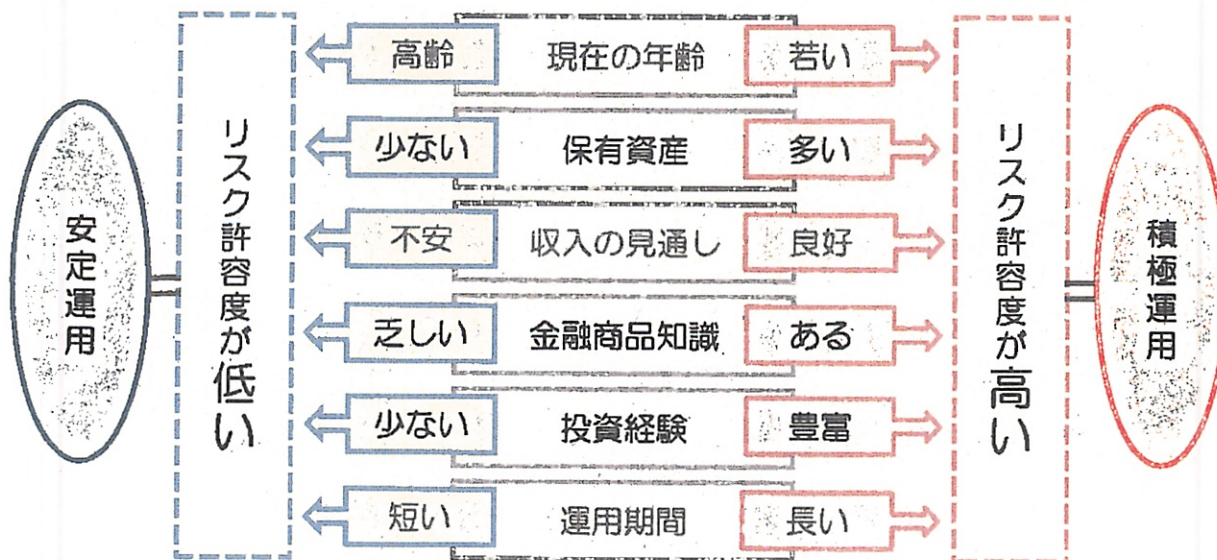 高齢 現在の年齢 若い
少ない 保有資産 多い
不安 収入の見通し 良好
乏しい 金融商品知識 ある
少ない 投資経験 豊富
短い 運用期間 長い
安定運用
リスク許容度が低い
リスク許容度が高い
積極運用